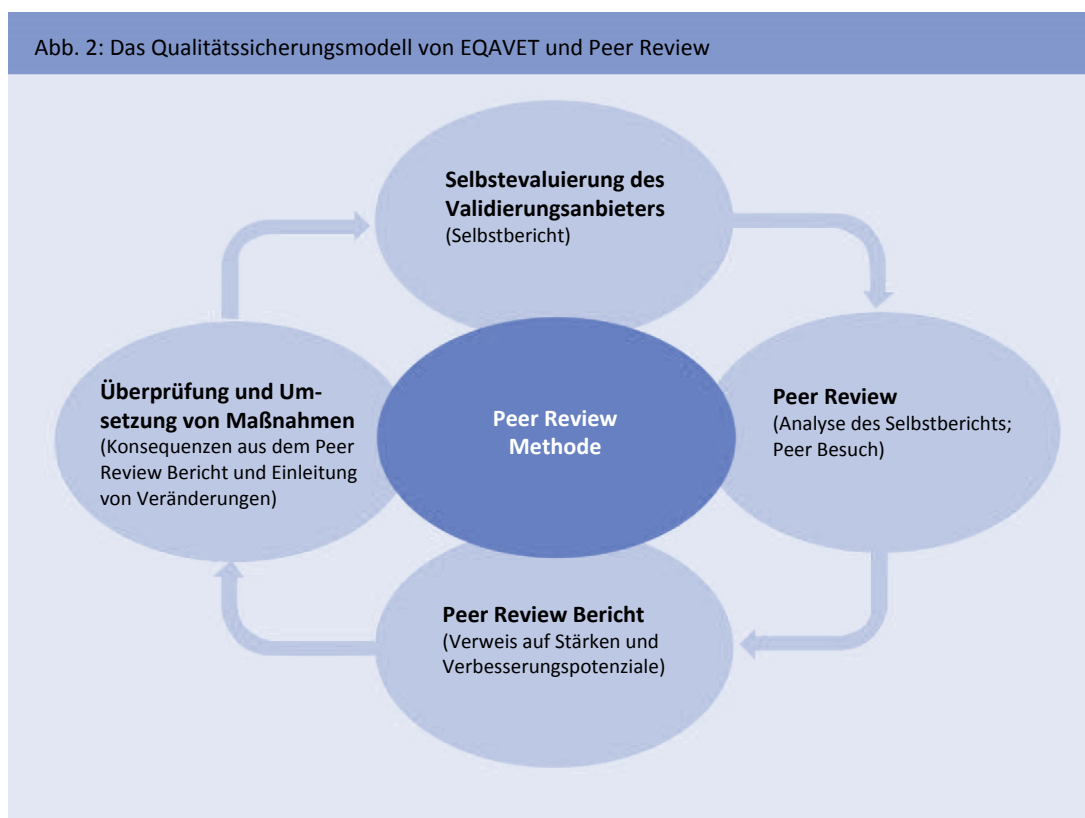 Abb. 2: Das Qualitätssicherungsmodell von EQAVET und Peer Review
Selbstevaluierung des
Validierungsanbieters
(Selbstbericht)
Peer Review
(Analyse des Selbstberichts;
Peer Besuch)
Peer Review Bericht
(Verweis auf Stärken und
Verbesserungspotenziale)
Überprüfung und Um-
setzung von Maßnahmen
(Konsequenzen aus dem Peer
Review Bericht und Einleitung
von Veränderungen)
Peer Review
Methode